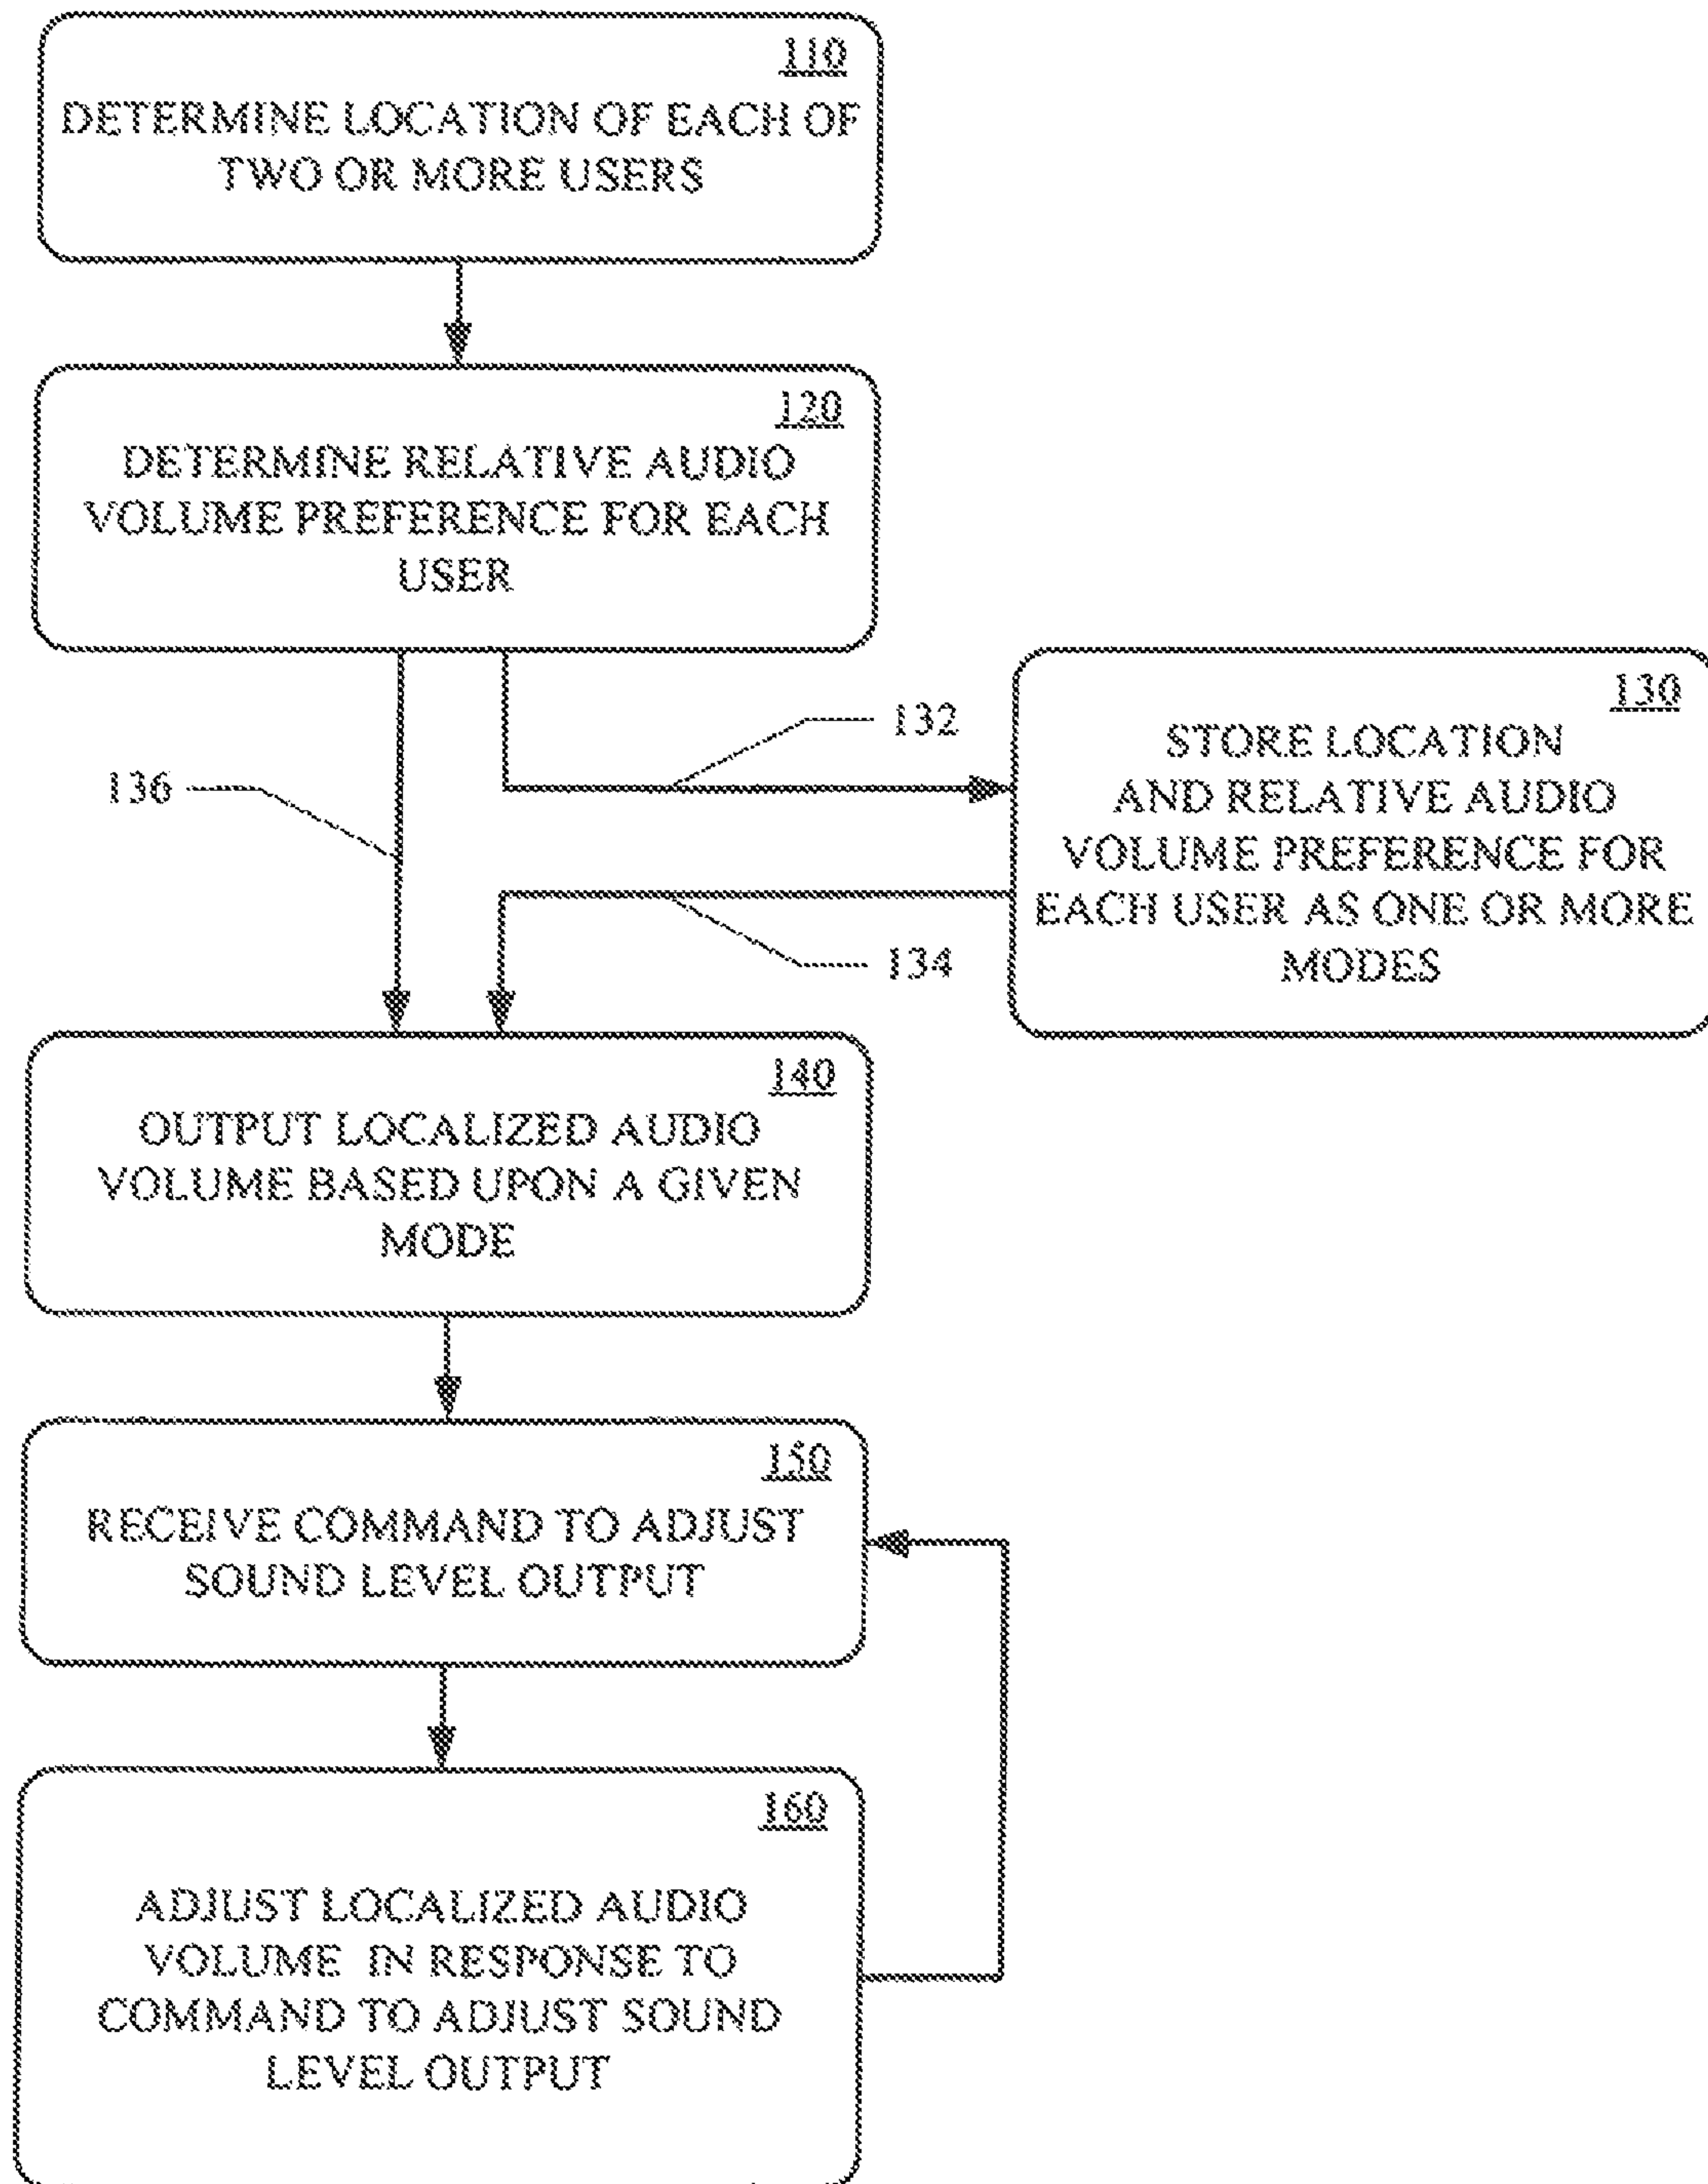 110
DETERMINE LOCATION OF EACH OF
TWO OR MORE USERS
120
DETERMINE RELATIVE AUDIO
VOLUME PREFERENCE FOR EACH
USER
132
136
134
130
STORE LOCATION
AND RELATIVE AUDIO
VOLUME PREFERENCE FOR
EACH USER AS ONE OR MORE
MODES
140
OUTPUT LOCALIZED AUDIO
VOLUME BASED UPON A GIVEN
MODE
150
RECEIVE COMMAND TO ADJUST
SOUND LEVEL OUTPUT
160
ADJUST LOCALIZED AUDIO
VOLUME IN RESPONSE TO
COMMAND TO ADJUST SOUND
LEVEL OUTPUT